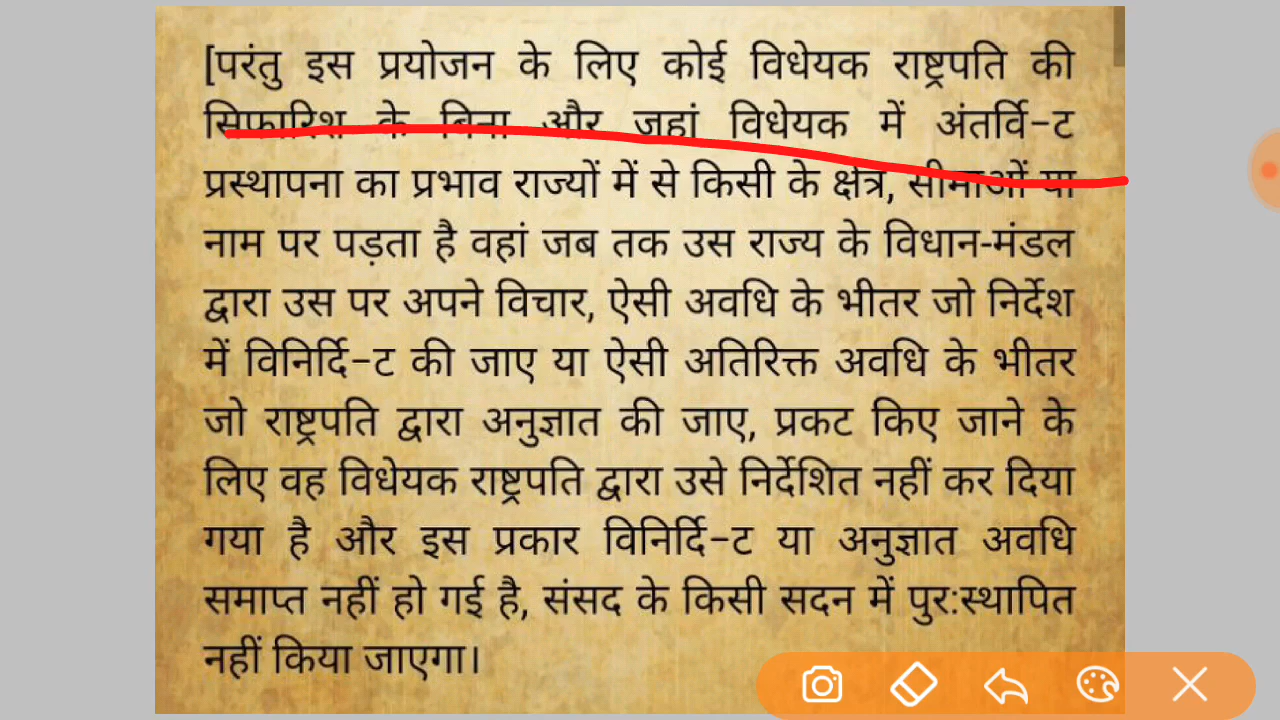 [परंतु इस प्रयोजन के लिए कोई विधेयक राष्ट्रपति की
सिफारिश के बिना और जहां विधेयक में अंतर्वि−ट
प्रस्थापना का प्रभाव राज्यों में से किसी के क्षेत्र, सीमाओं या
नाम पर पड़ता है वहां जब तक उस राज्य के विधान-मंडल
द्वारा उस पर अपने विचार, ऐसी अवधि के भीतर जो निर्देश
में विनिर्दि−ट की जाए या ऐसी अतिरिक्त अवधि के भीतर
जो राष्ट्रपति द्वारा अनुज्ञात की जाए, प्रकट किए जाने के
लिए वह विधेयक राष्ट्रपति द्वारा उसे निर्देशित नहीं कर दिया
गया है और इस प्रकार विनिर्दि−ट या अनुज्ञात अवधि
समाप्त नहीं हो गई है, संसद के किसी सदन में पुर:स्थापित
नहीं किया जाएगा।